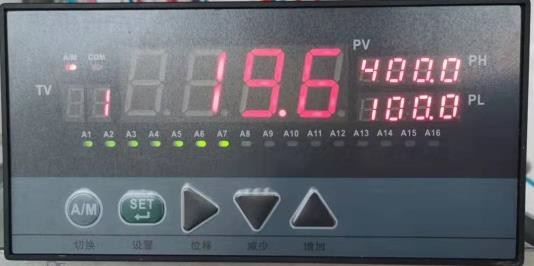 PV
A/M COM 19.6 400.0 PH
TV 1 100.0 PL
A1 A2 A3 A4 A5 A6 A7 A8 A9 A10 A11 A12 A13 A14 A15 A16
A/M SET
切换 设置 位移 减少 增加